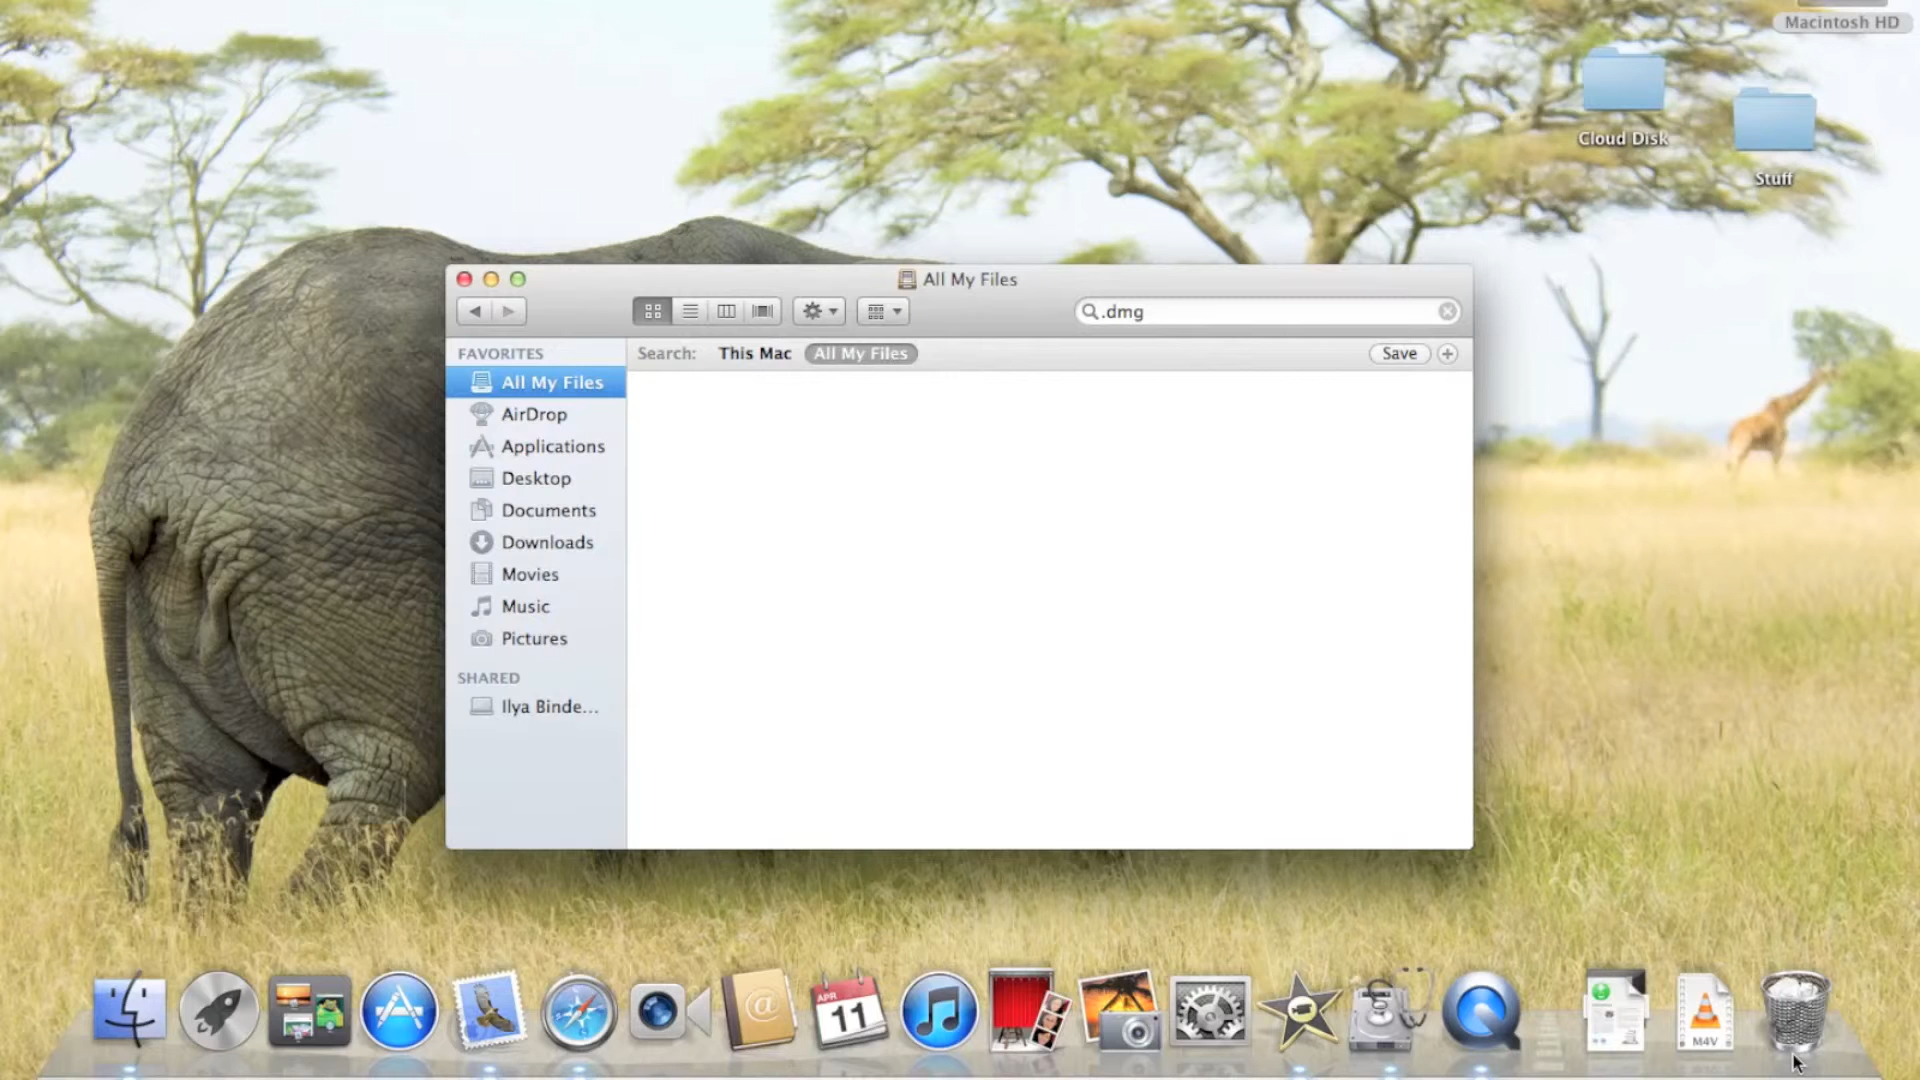 Macintosh HD
Cloud Disk
Stuff
All My Files
.dmg
Search: This Mac All My Files Save
FAVORITES
All My Files
AirDrop
Applications
Desktop
Documents
Downloads
Movies
Music
Pictures
SHARED
Ilya Binde...
@
APR
11
M4V